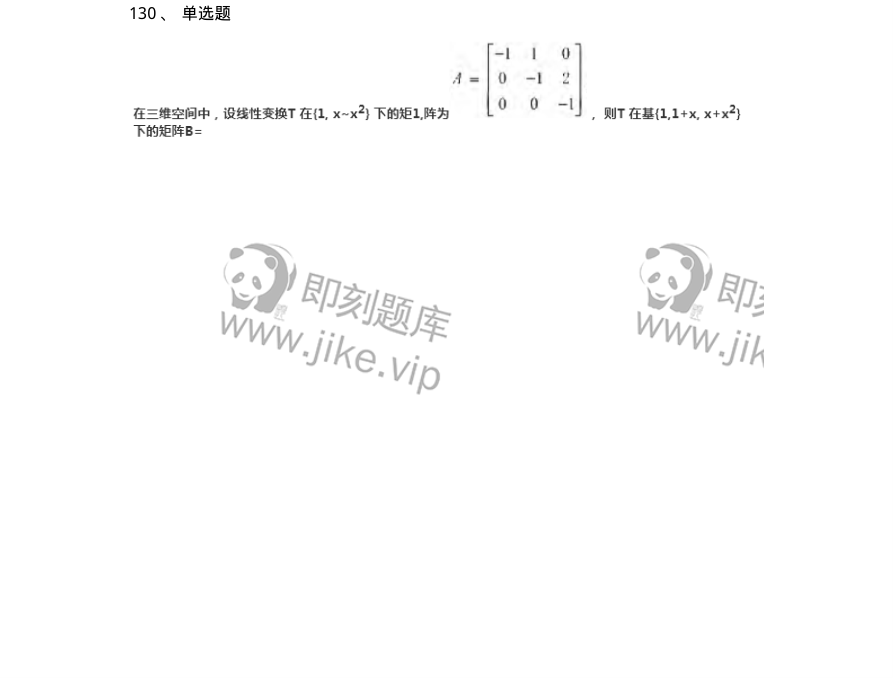 130 、 单选题
A = [−1 1 0
0 −1 2
0 0 −1]
在三维空间中，设线性变换T 在{1, x~x²} 下的矩1,阵为 ，则T 在基{1,1+x, x+x²}
下的矩阵B=
即刻题库
www.jike.vip
即刻
www.jik